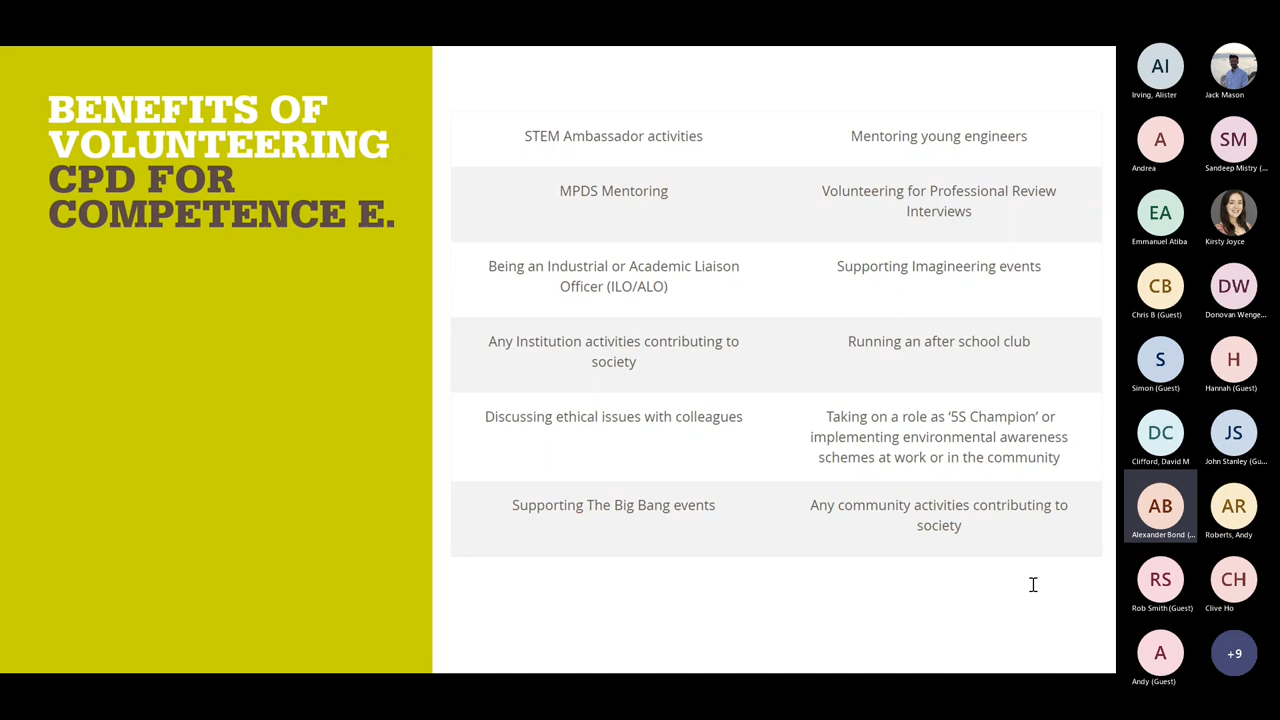 BENEFITS OF
VOLUNTEERING
CPD FOR
COMPETENCE E.
STEM Ambassador activities
Mentoring young engineers
MPDS Mentoring
Volunteering for Professional Review
Interviews
Being an Industrial or Academic Liaison
Officer (ILO/ALO)
Supporting Imagineering events
Any Institution activities contributing to
society
Running an after school club
Discussing ethical issues with colleagues
Taking on a role as ‘5S Champion’ or
implementing environmental awareness
schemes at work or in the community
Supporting The Big Bang events
Any community activities contributing to
society
AI
Irving, Alister
Jack Mason
A
Andrea
SM
Sandeep Mistry (...
EA
Emmanuel Atiba
Kirsty Joyce
CB
Chris B (Guest)
DW
Donovan Wenge...
S
Simon (Guest)
H
Hannah (Guest)
DC
Clifford, David M
JS
John Stanley (Gu...
AB
Alexander Bond (...
AR
Roberts, Andy
RS
Rob Smith (Guest)
CH
Clive Ho
A
Andy (Guest)
+9